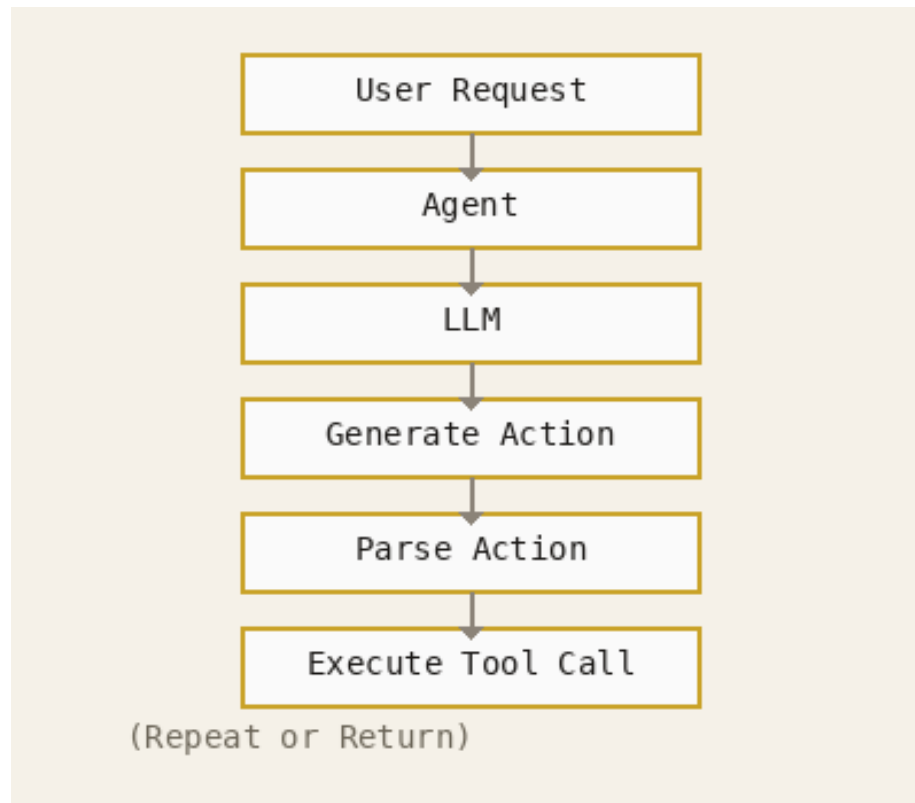 User Request
Agent
LLM
Generate Action
Parse Action
Execute Tool Call
(Repeat or Return)